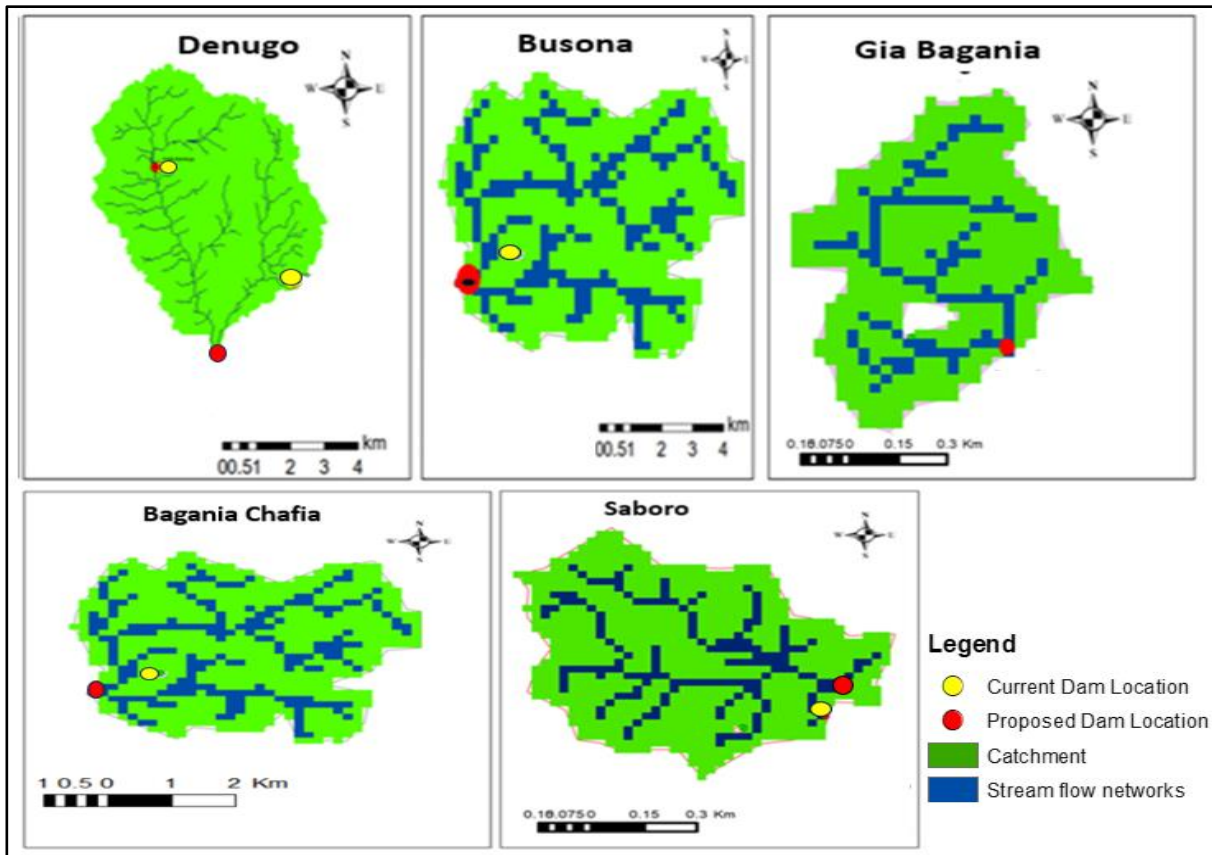 Denugo
N
W E
S
km
00.51 2 3 4
Busona
N
W E
S
km
00.51 2 3 4
Gia Bagania
N
W E
S
0.16.0750 0.15 0.3 Km
Bagania Chafia
N
W E
S
1 0.5 0 1 2 Km
Saboro
N
W E
S
0.16.0750 0.15 0.3 Km
Legend
Current Dam Location
Proposed Dam Location
Catchment
Stream flow networks